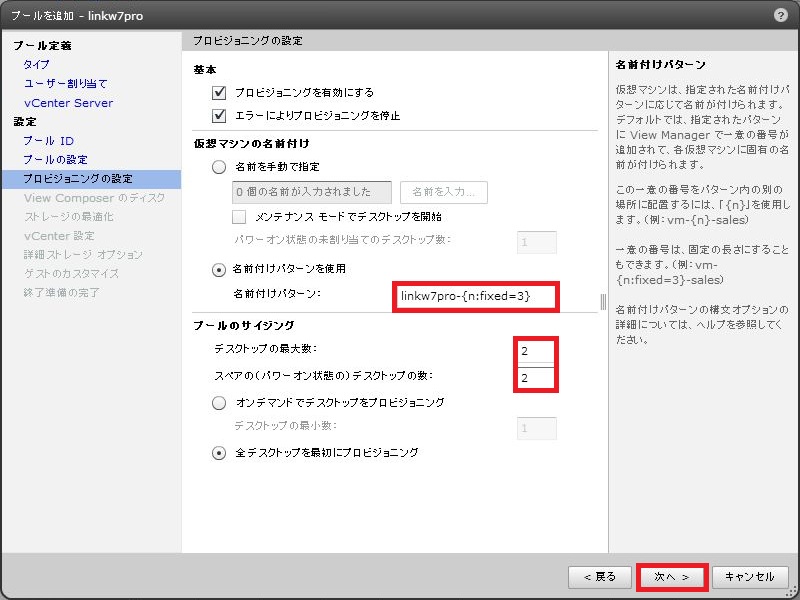 プールを追加 - linkw7pro
?
プール定義
タイプ
ユーザー割り当て
vCenter Server
設定
プール ID
プールの設定
プロビジョニングの設定
View Composer のディスク
ストレージの最適化
vCenter 設定
詳細ストレージ オプション
ゲストのカスタマイズ
終了準備の完了
プロビジョニングの設定
基本
プロビジョニングを有効にする
エラーによりプロビジョニングを停止
仮想マシンの名前付け
名前を手動で指定
0 個の名前が入力されました
名前を入力...
メンテナンス モードでデスクトップを開始
パワーオン状態の未割り当てのデスクトップ数:
1
名前付けパターンを使用
名前付けパターン:
linkw7pro-{n:fixed=3}
プールのサイジング
デスクトップの最大数:
2
スペアの(パワーオン状態の)デスクトップの数:
2
オンデマンドでデスクトップをプロビジョニング
デスクトップの最小数:
1
全デスクトップを最初にプロビジョニング
名前付けパターン
仮想マシンは、指定された名前付けパ
ターンに応じて名前が付けられます。
デフォルトでは、指定されたパターン
に View Manager で一意の番号が
追加されて、各仮想マシンに固有の名
前が付けられます。
この一意の番号をパターン内の別の
場所に配置するには、「{n}」を使用し
ます。(例: vm-{n}-sales)
一意の番号は、固定の長さにすること
もできます。(例: vm-
{n:fixed=3}-sales)
名前付けパターンの構文オプションの
詳細については、ヘルプを参照してく
ださい。
< 戻る
次へ >
キャンセル